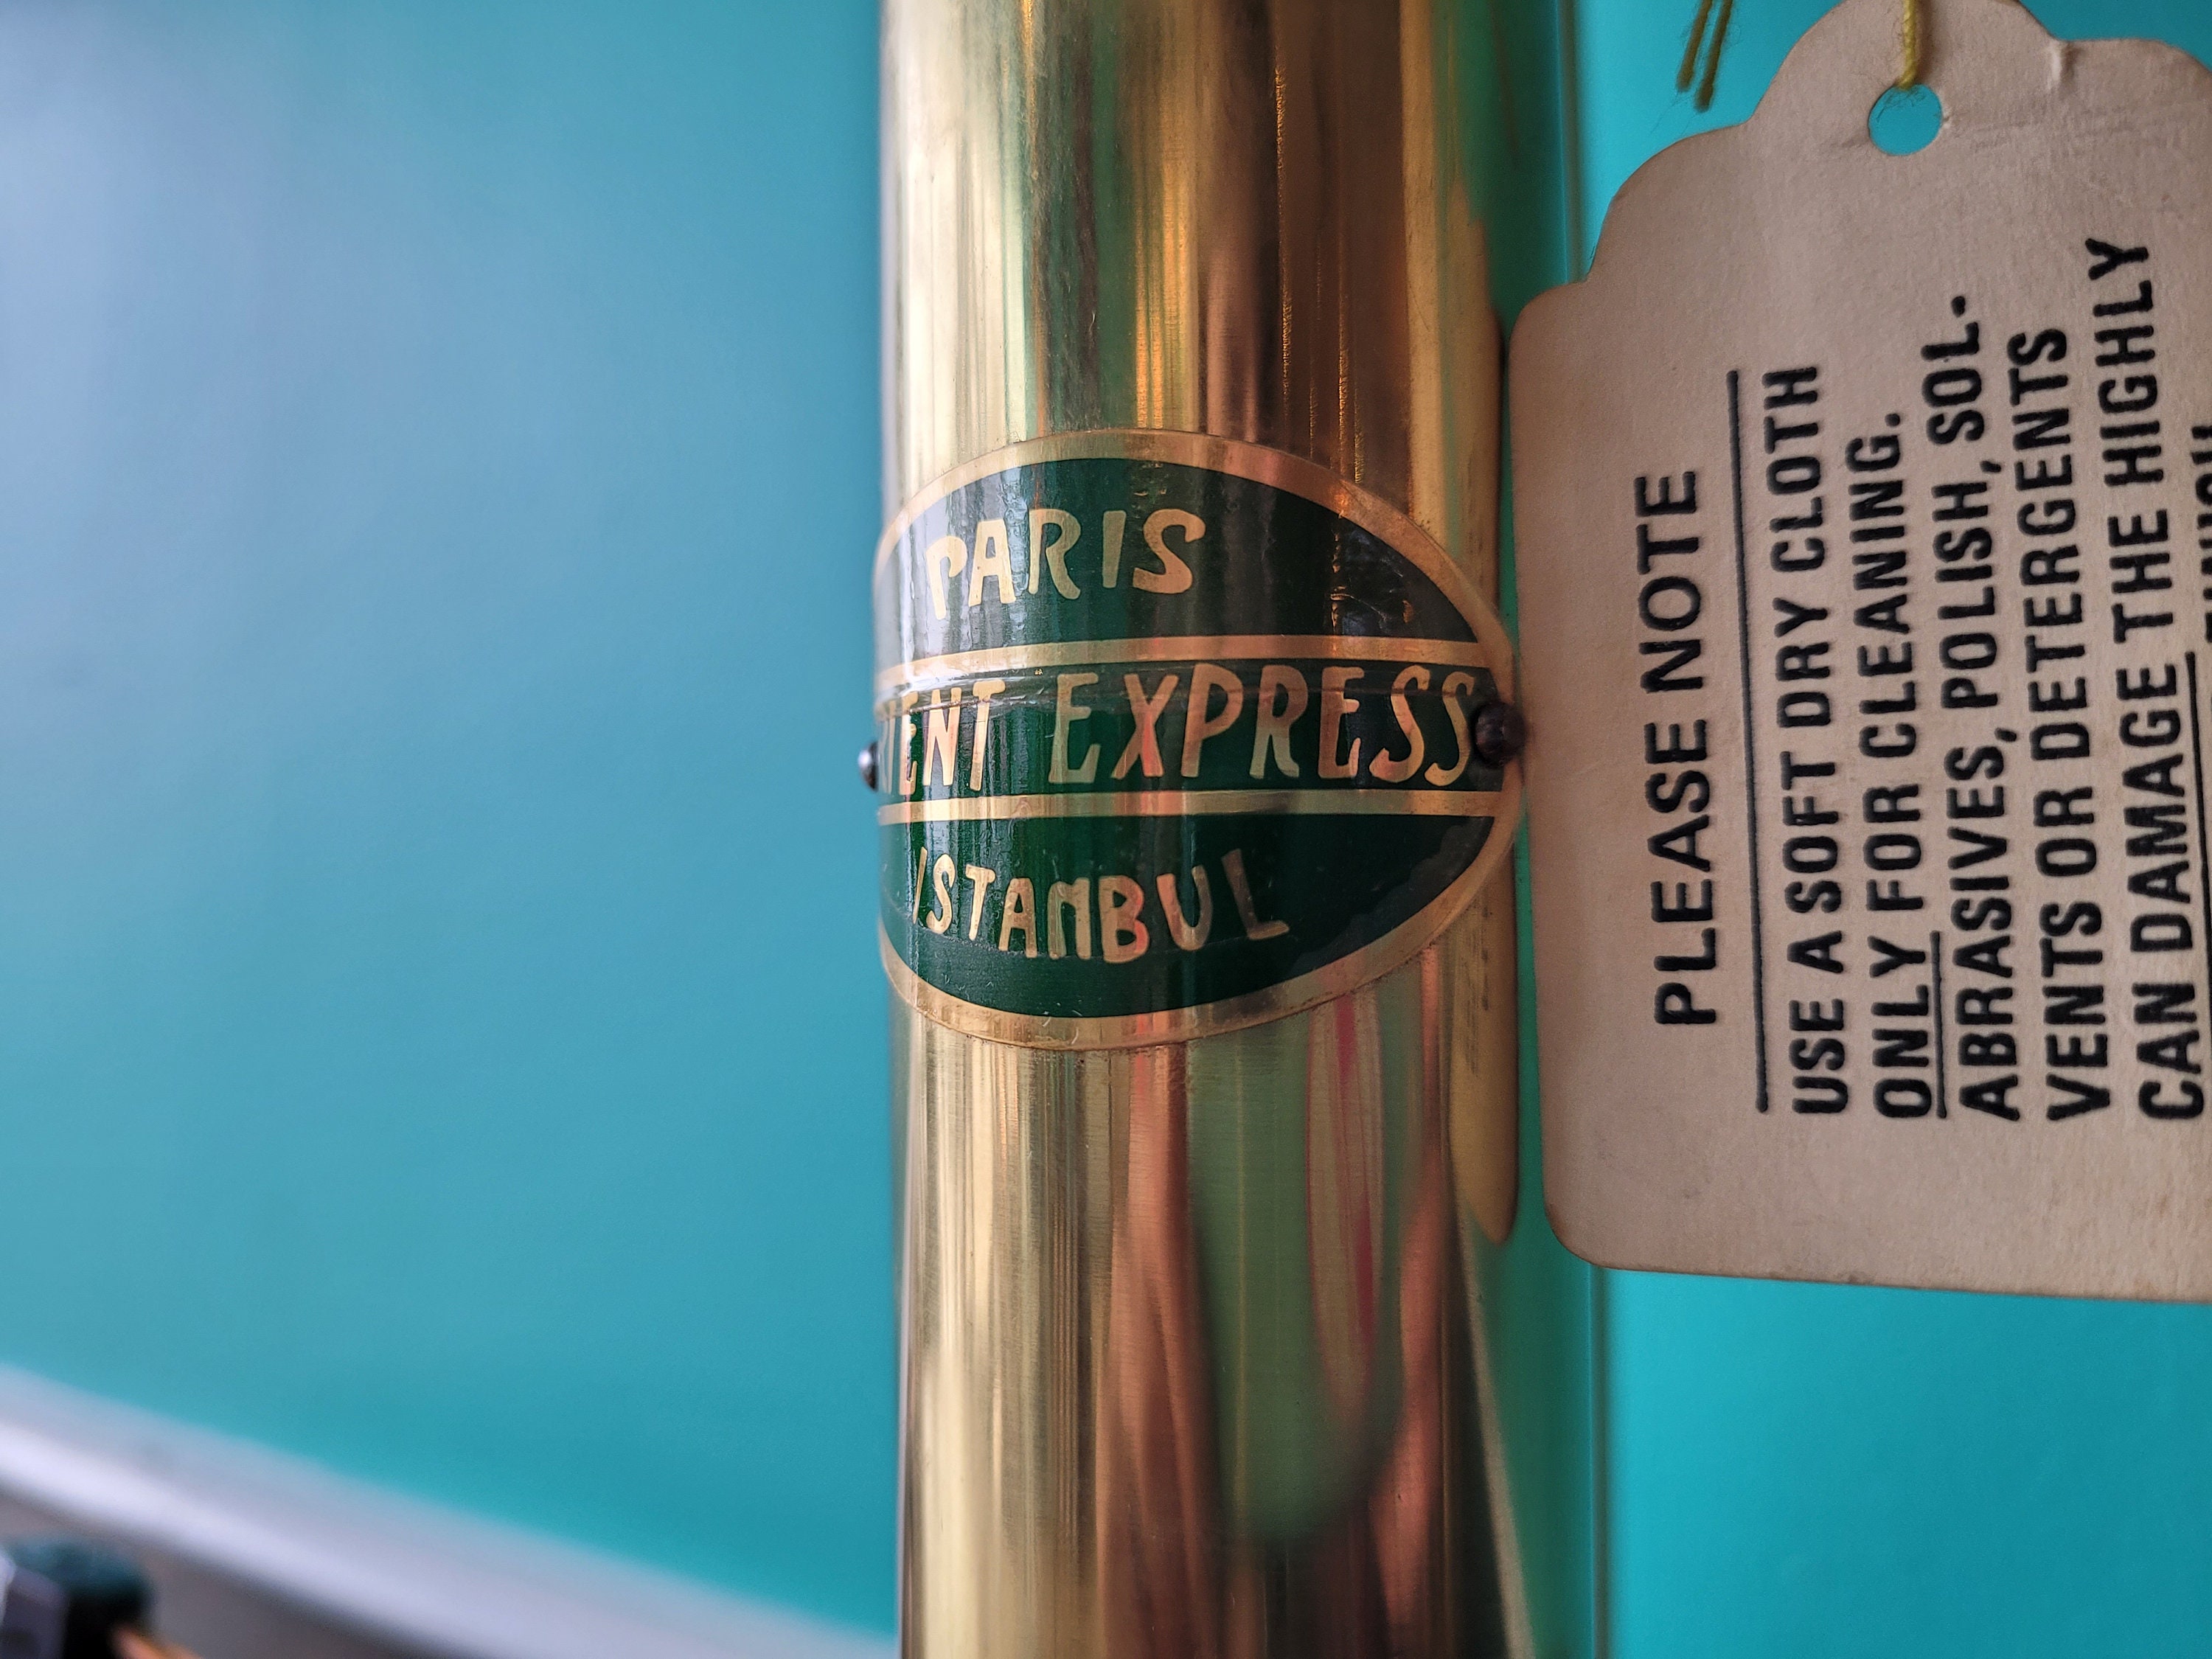 PARIS
IENT EXPRESS
ISTANBUL
PLEASE NOTE
USE A SOFT DRY CLOTH
ONLY FOR CLEANING.
ABRASIVES, POLISH, SOL-
VENTS OR DETERGENTS
CAN DAMAGE THE HIGHLY